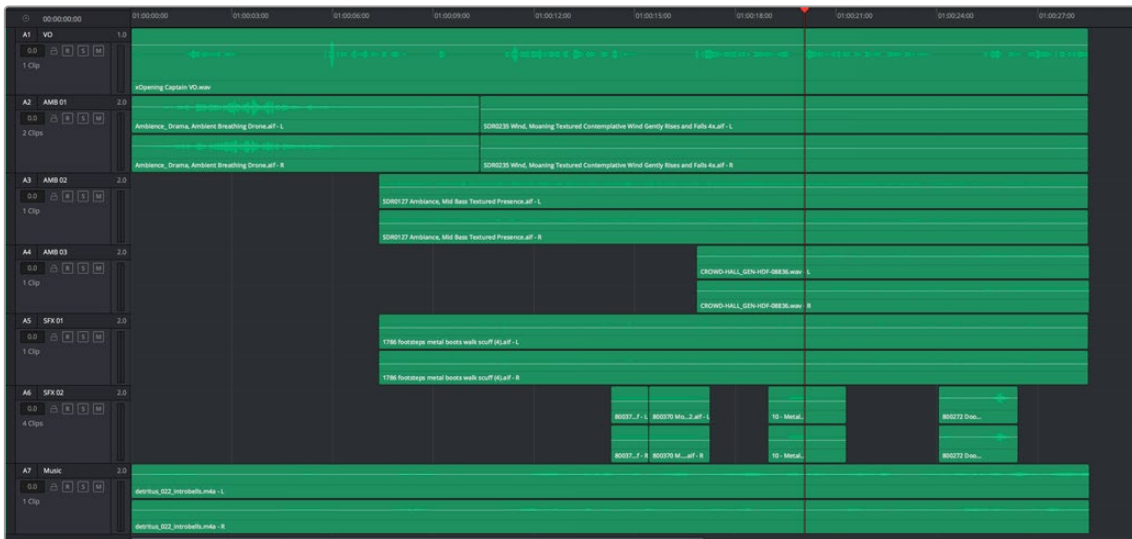 00:00:00:00
01:00:00:00 01:00:03:00 01:00:06:00 01:00:09:00 01:00:12:00 01:00:15:00 01:00:18:00 01:00:21:00 01:00:24:00 01:00:27:00
A1 VO 1.0
0.0 R S M
1 Clip
xOpening Captain VO.wav
A2 AMB 01 2.0
0.0 R S M
2 Clips
Ambience_ Drama, Ambient Breathing Drone.aif - L
SDR0235 Wind, Moaning Textured Contemplative Wind Gently Rises and Falls 4x.aif - L
Ambience_ Drama, Ambient Breathing Drone.aif - R
SDR0235 Wind, Moaning Textured Contemplative Wind Gently Rises and Falls 4x.aif - R
A3 AMB 02 2.0
0.0 R S M
1 Clip
SDR0127 Ambiance, Mid Bass Textured Presence.aif - L
SDR0127 Ambiance, Mid Bass Textured Presence.aif - R
A4 AMB 03 2.0
0.0 R S M
1 Clip
CROWD-HALL_GEN-HDF-08836.wav - L
CROWD-HALL_GEN-HDF-08836.wav - R
A5 SFX 01 2.0
0.0 R S M
1 Clip
1786 footsteps metal boots walk scuff (4).aif - L
1786 footsteps metal boots walk scuff (4).aif - R
A6 SFX 02 2.0
0.0 R S M
4 Clips
80037...f - L 800370 Mo...2.aif - L 10 - Metal... 800272 Doo...
80037...f - R 800370 M....aif - R 10 - Metal... 800272 Doo...
A7 Music 2.0
0.0 R S M
1 Clip
detritus_022_introbells.m4a - L
detritus_022_introbells.m4a - R